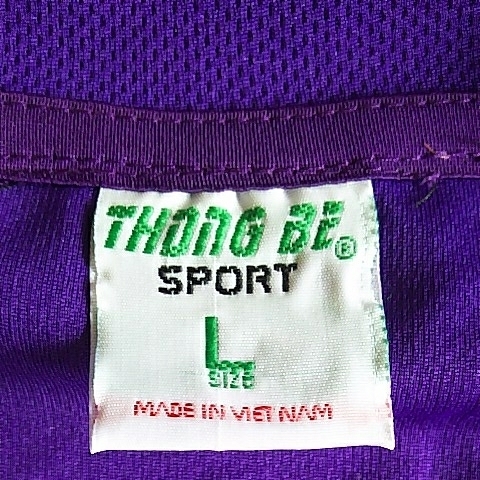 THONG BE ®
SPORT
L
SIZE
MADE IN VIET NAM